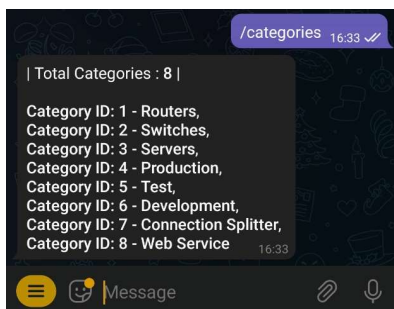 /categories 16:33
| Total Categories : 8 |
Category ID: 1 - Routers,
Category ID: 2 - Switches,
Category ID: 3 - Servers,
Category ID: 4 - Production,
Category ID: 5 - Test,
Category ID: 6 - Development,
Category ID: 7 - Connection Splitter,
Category ID: 8 - Web Service 16:33
Message